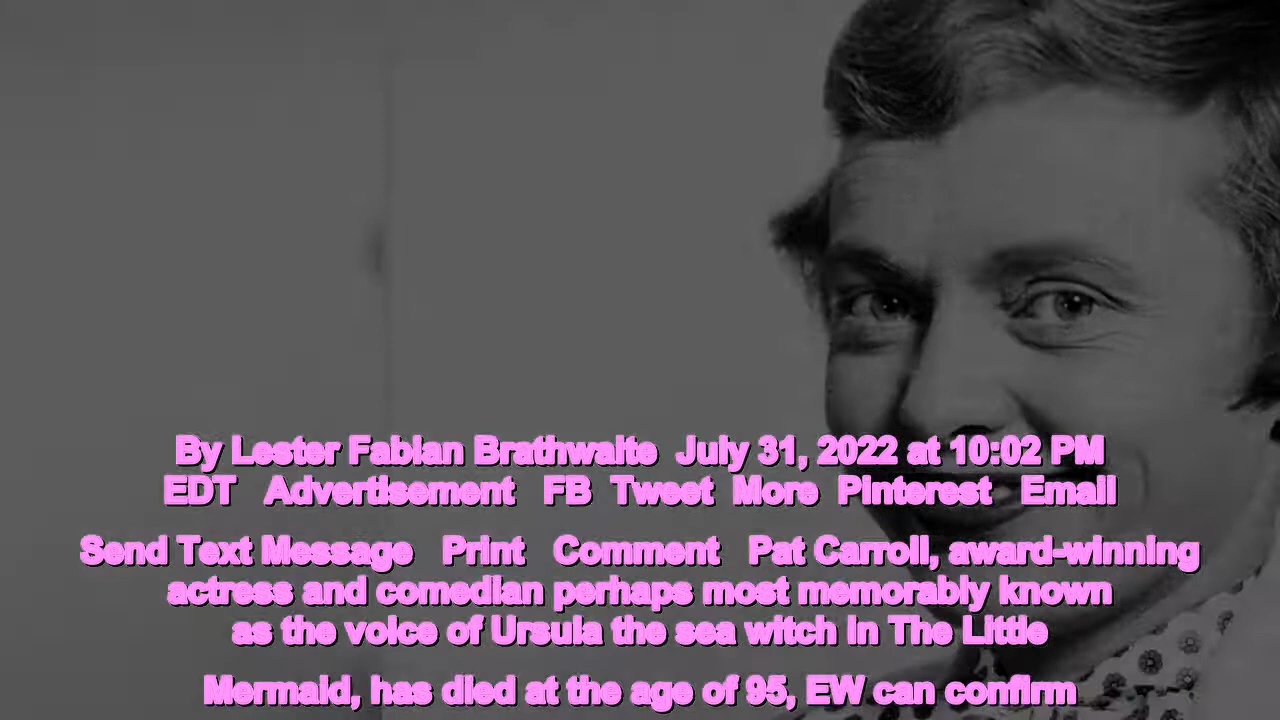 By Lester Fabian Brathwaite  July 31, 2022 at 10:02 PM
EDT   Advertisement   FB  Tweet  More  Pinterest   Email
Send Text Message   Print   Comment   Pat Carroll, award-winning
actress and comedian perhaps most memorably known
as the voice of Ursula the sea witch in The Little
Mermaid, has died at the age of 95, EW can confirm